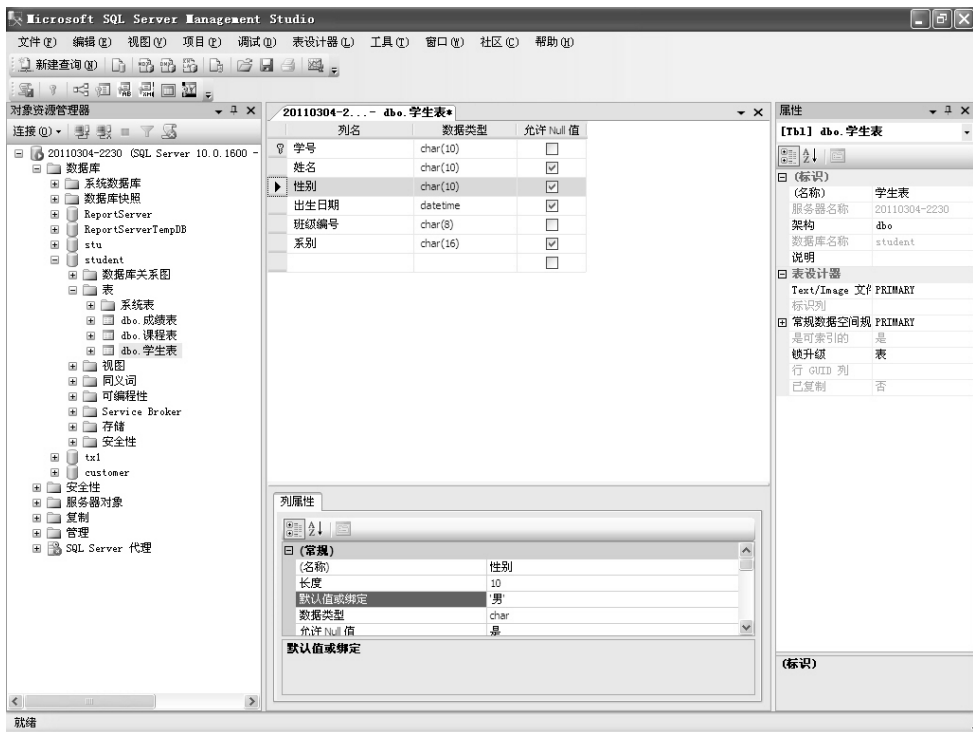 Microsoft SQL Server Management Studio
文件(F) 编辑(E) 视图(V) 项目(P) 调试(D) 表设计器(L) 工具(T) 窗口(W) 社区(C) 帮助(H)
新建查询(N)
对象资源管理器
连接(O)
20110304-2230 (SQL Server 10.0.1600 -
数据库
系统数据库
数据库快照
ReportServer
ReportServerTempDB
stu
student
数据库关系图
表
系统表
dbo.成绩表
dbo.课程表
dbo.学生表
视图
同义词
可编程性
Service Broker
存储
安全性
tx1
customer
安全性
服务器对象
复制
管理
SQL Server 代理
20110304-2...- dbo.学生表*
列名 数据类型 允许 Null 值
学号 char(10)
姓名 char(10)
性别 char(10)
出生日期 datetime
班级编号 char(8)
系别 char(16)
列属性
(常规)
(名称) 性别
长度 10
默认值或绑定 '男'
数据类型 char
允许 Null 值 是
默认值或绑定
属性
[Tbl] dbo.学生表
(标识)
(名称) 学生表
服务器名称 20110304-2230
架构 dbo
数据库名称 student
说明
表设计器
Text/Image 文件 PRIMARY
标识列
常规数据空间规 PRIMARY
是可索引的 是
锁升级 表
行 GUID 列
已复制 否
(标识)
就绪